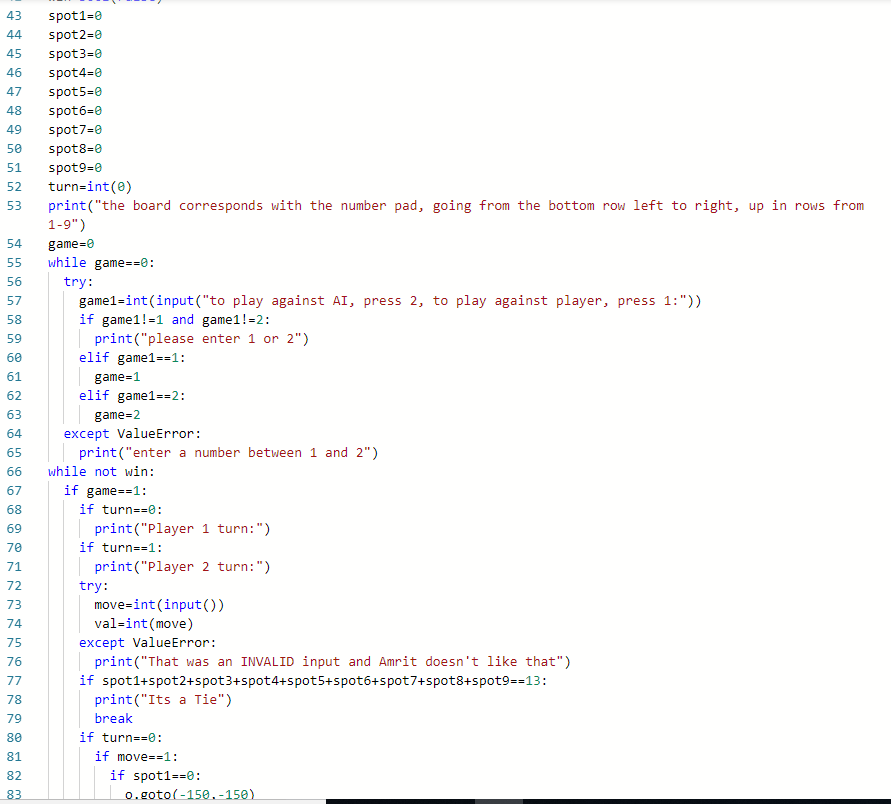 43 spot1=0
44 spot2=0
45 spot3=0
46 spot4=0
47 spot5=0
48 spot6=0
49 spot7=0
50 spot8=0
51 spot9=0
52 turn=int(0)
53 print("the board corresponds with the number pad, going from the bottom row left to right, up in rows from
1-9")
54 game=0
55 while game==0:
56 try:
57 game1=int(input("to play against AI, press 2, to play against player, press 1:"))
58 if game1!=1 and game1!=2:
59 print("please enter 1 or 2")
60 elif game1==1:
61 game=1
62 elif game1==2:
63 game=2
64 except ValueError:
65 print("enter a number between 1 and 2")
66 while not win:
67 if game==1:
68 if turn==0:
69 print("Player 1 turn:")
70 if turn==1:
71 print("Player 2 turn:")
72 try:
73 move=int(input())
74 val=int(move)
75 except ValueError:
76 print("That was an INVALID input and Amrit doesn't like that")
77 if spot1+spot2+spot3+spot4+spot5+spot6+spot7+spot8+spot9==13:
78 print("Its a Tie")
79 break
80 if turn==0:
81 if move==1:
82 if spot1==0:
83 o.goto(-150,-150)